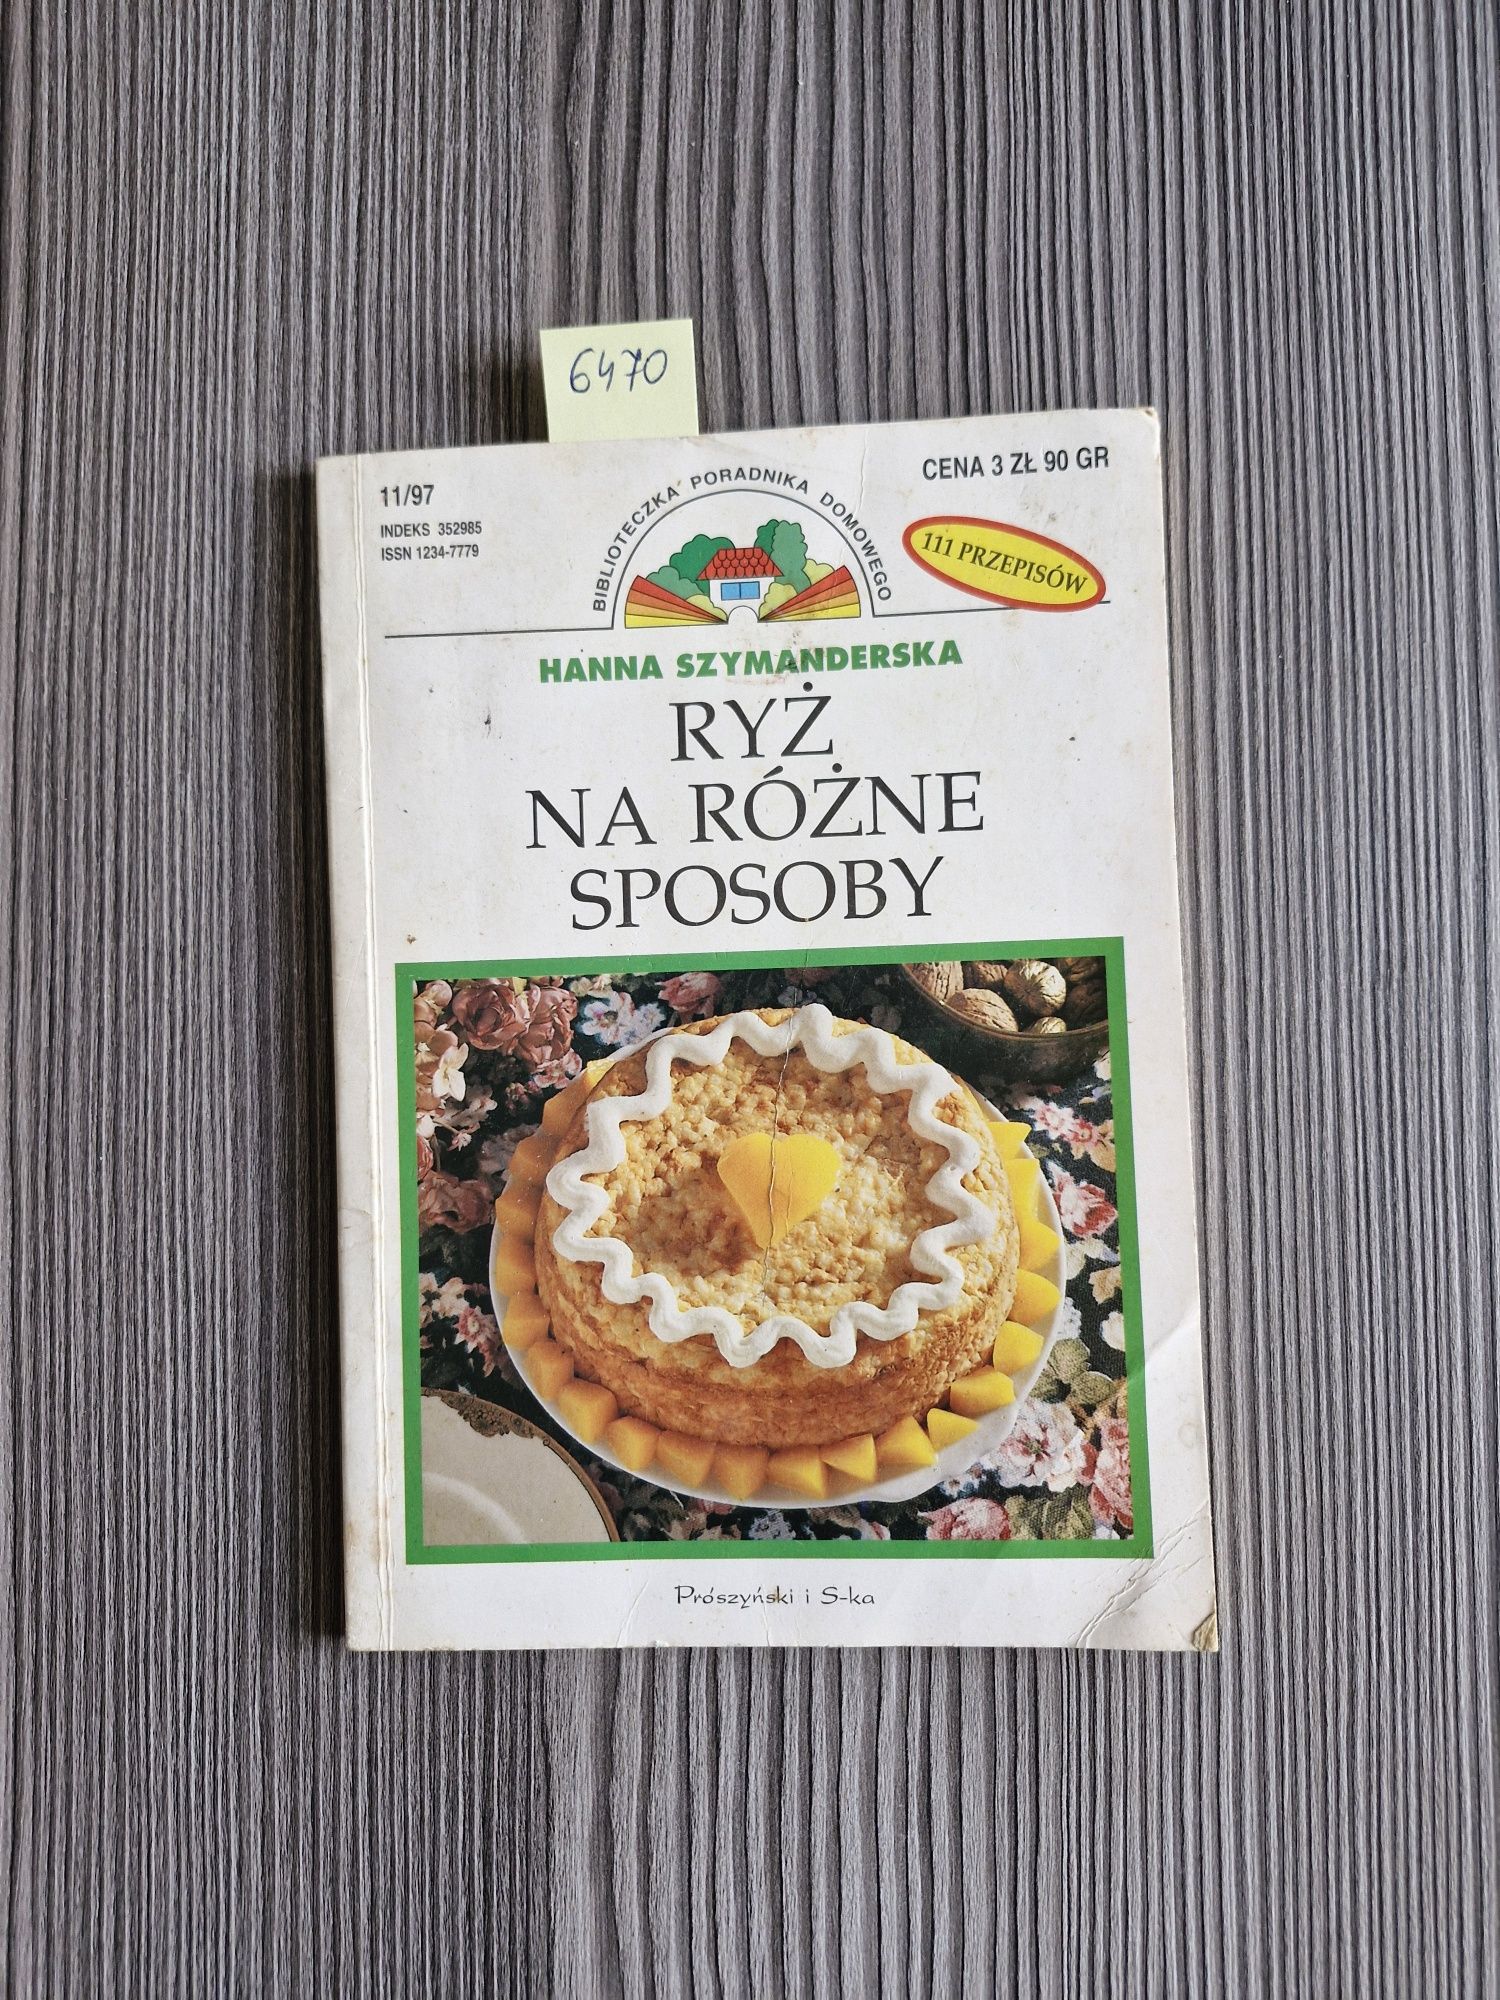 6470
11/97
INDEKS 352985
ISSN 1234-7779
BIBLIOTECZKA PORADNIKA DOMOWEGO
CENA 3 ZŁ 90 GR
111 PRZEPISÓW
HANNA SZYMANDERSKA
RYŻ
NA RÓŻNE
SPOSOBY
Prószyński i S-ka